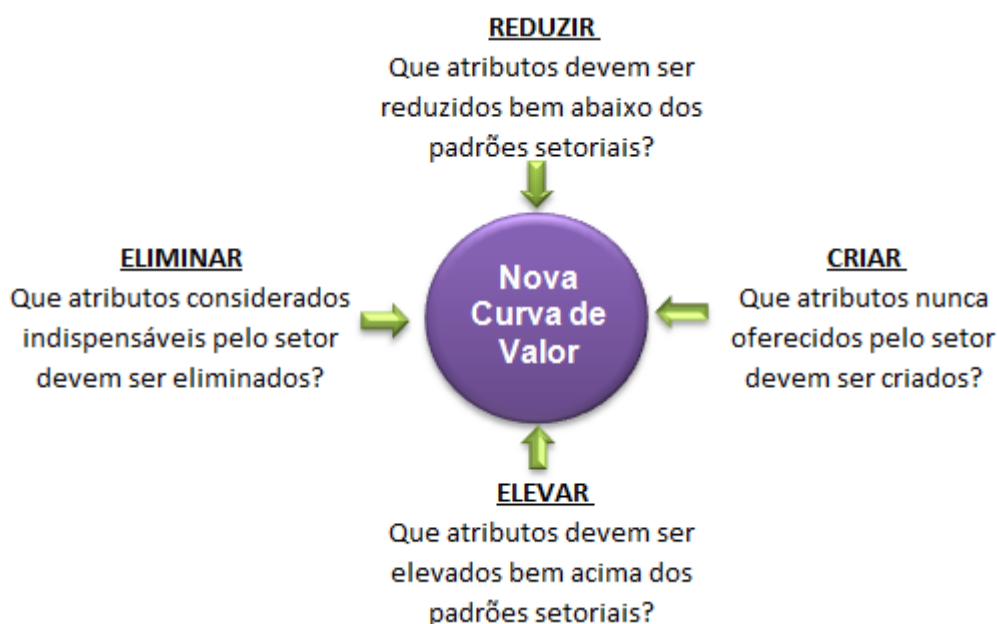 REDUZIR
Que atributos devem ser
reduzidos bem abaixo dos
padrões setoriais?
ELIMINAR
Que atributos considerados
indispensáveis pelo setor
devem ser eliminados?
Nova
Curva de
Valor
CRIAR
Que atributos nunca
oferecidos pelo setor
devem ser criados?
ELEVAR
Que atributos devem ser
elevados bem acima dos
padrões setoriais?